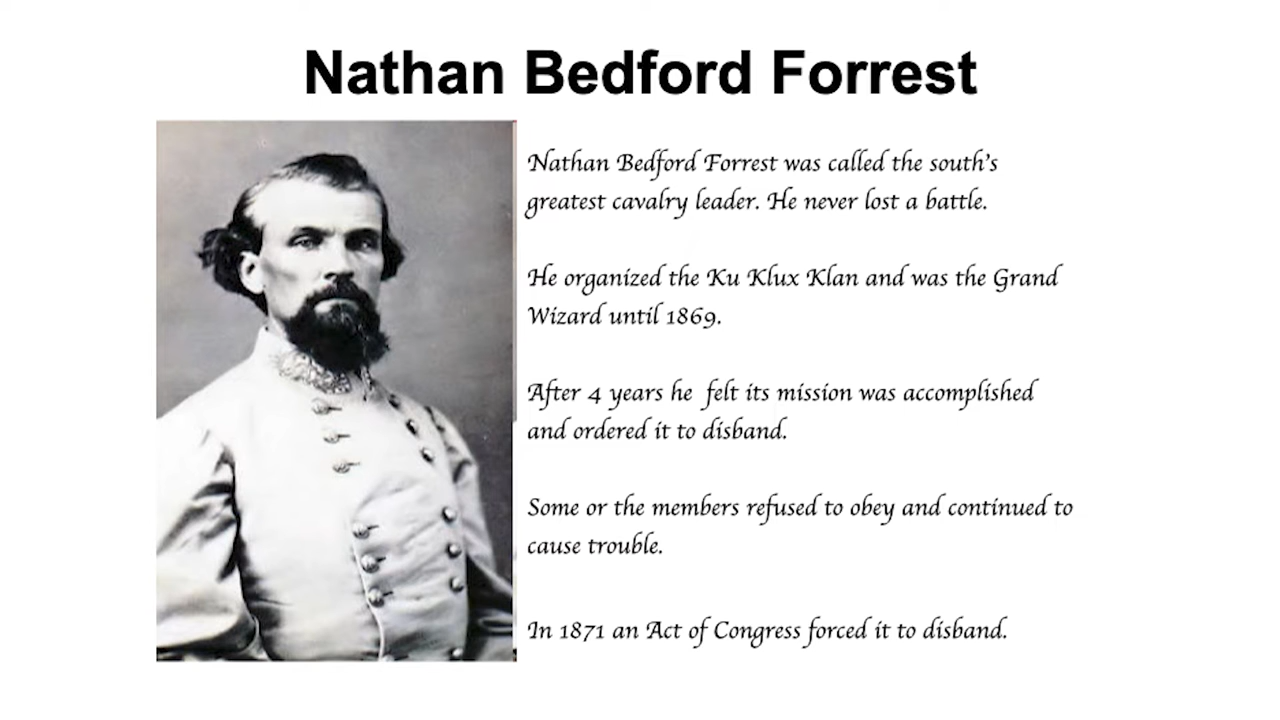 Nathan Bedford Forrest
Nathan Bedford Forrest was called the south's
greatest cavalry leader. He never lost a battle.
He organized the Ku Klux Klan and was the Grand
Wizard until 1869.
After 4 years he felt its mission was accomplished
and ordered it to disband.
Some or the members refused to obey and continued to
cause trouble.
In 1871 an Act of Congress forced it to disband.